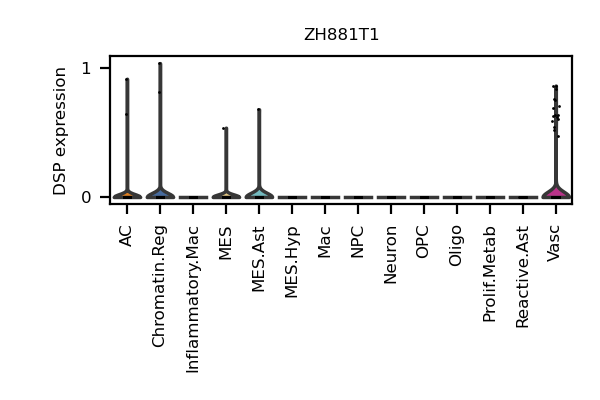 ZH881T1
DSP expression
1
0
AC
Chromatin.Reg
Inflammatory.Mac
MES
MES.Ast
MES.Hyp
Mac
NPC
Neuron
OPC
Oligo
Prolif.Metab
Reactive.Ast
Vasc